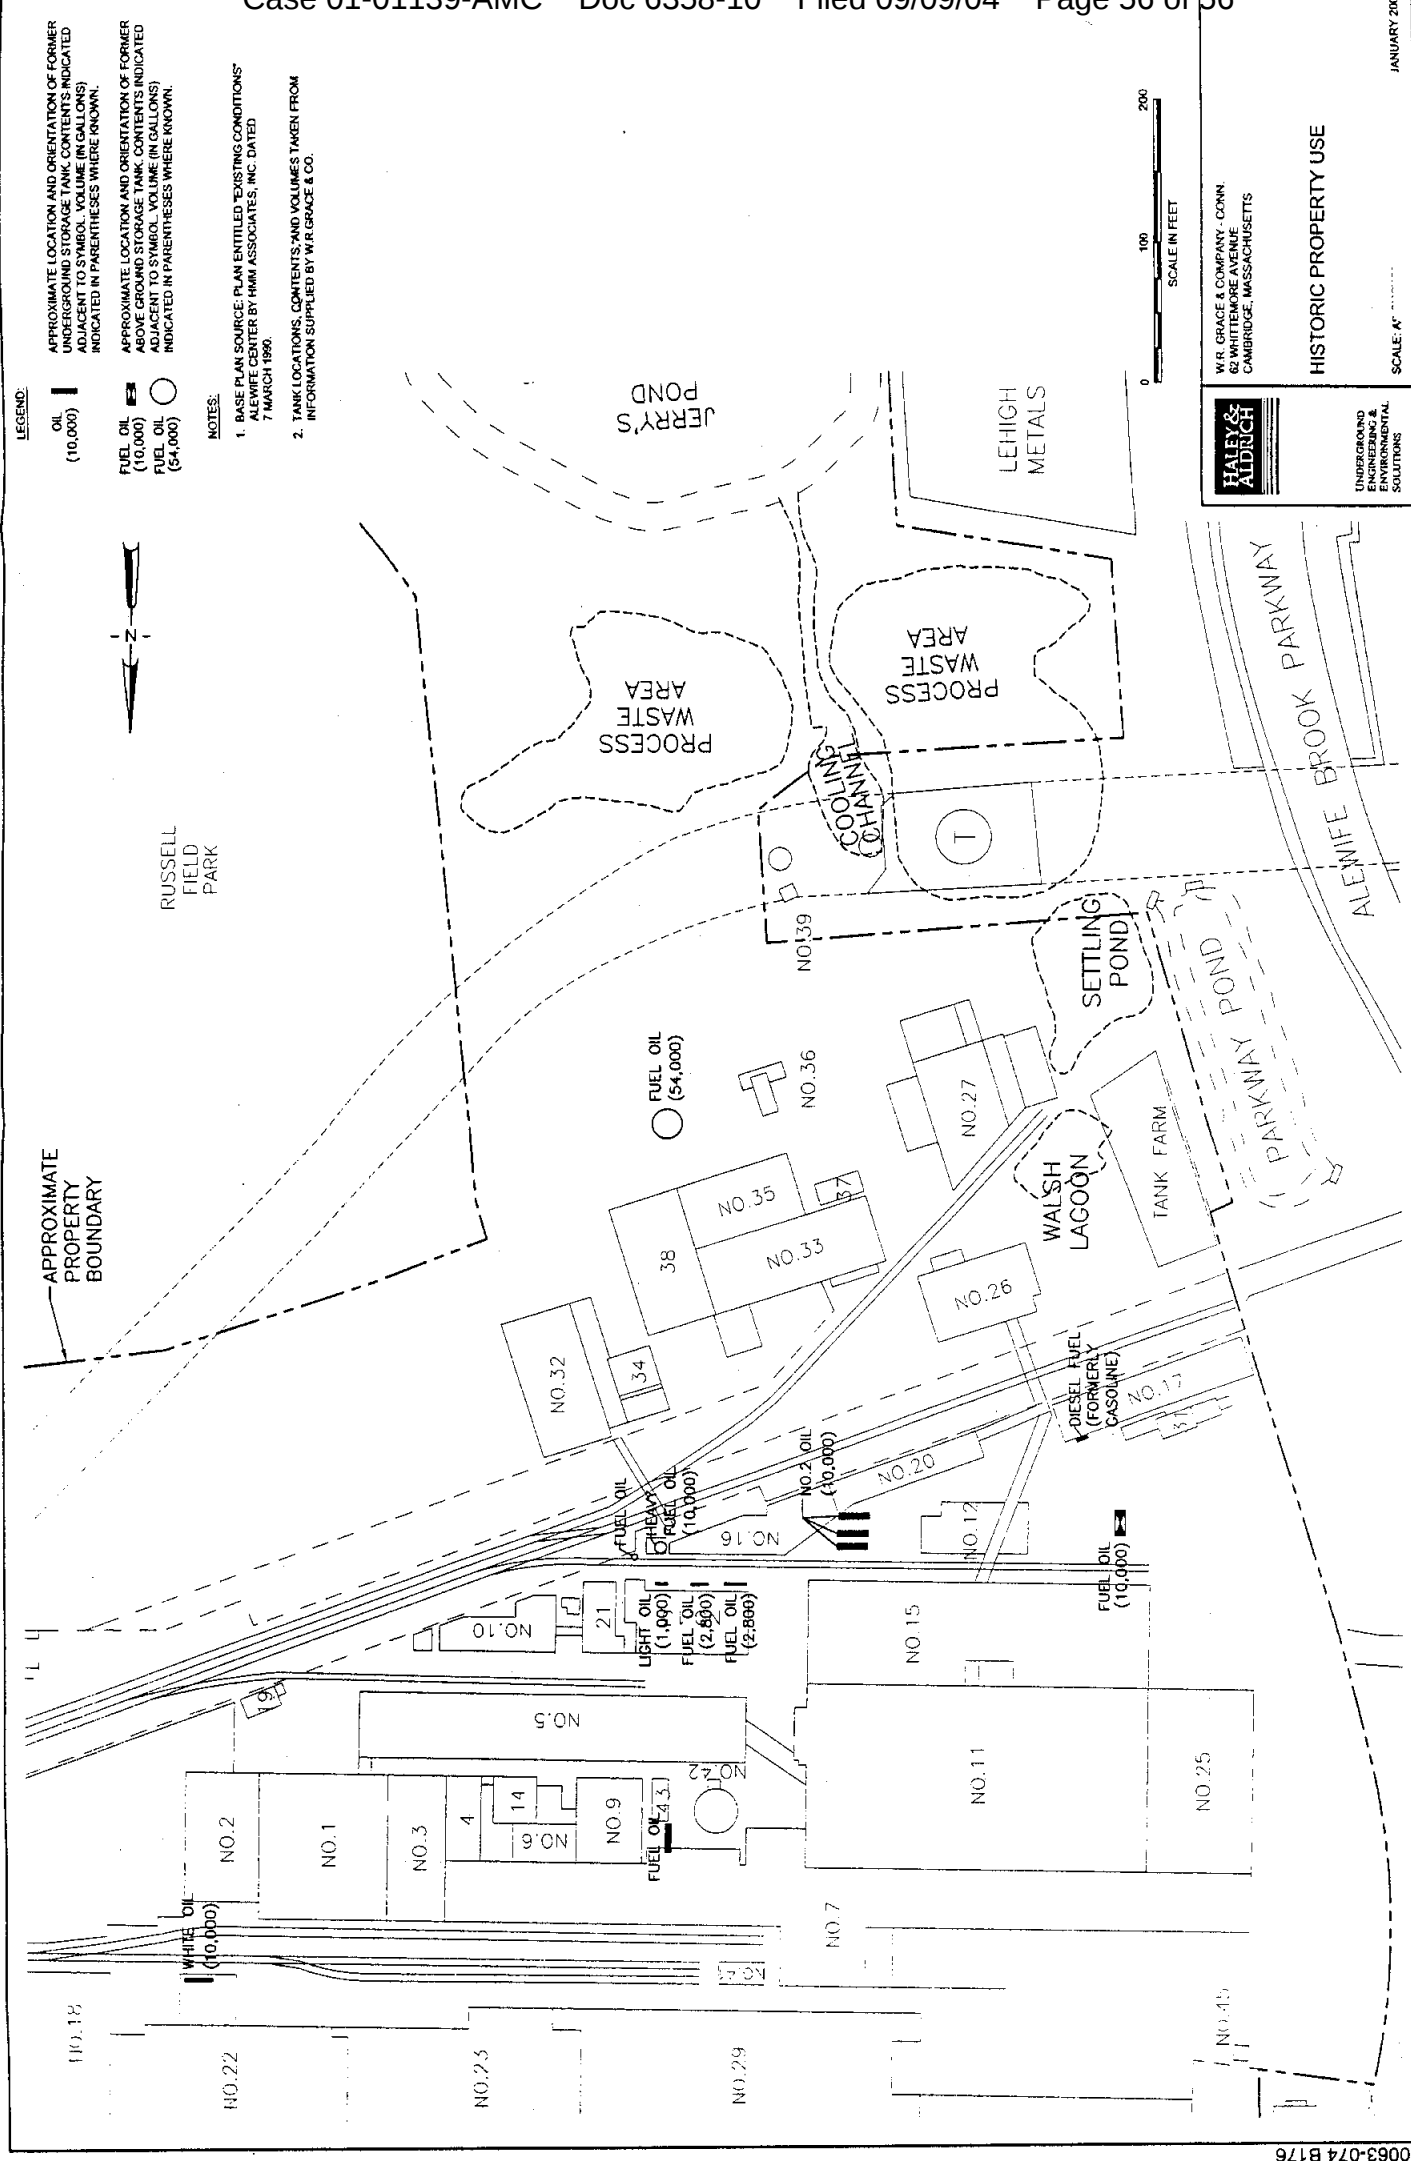 Case 01-01139-AMC Doc 6358-10 Filed 09/09/04 Page 56 of 56
LEGEND:
OIL
(10,000)
APPROXIMATE LOCATION AND ORIENTATION OF FORMER
UNDERGROUND STORAGE TANK. CONTENTS INDICATED
ADJACENT TO SYMBOL. VOLUME (IN GALLONS)
INDICATED IN PARENTHESES WHERE KNOWN.
FUEL OIL
(10,000)
FUEL OIL
(54,000)
APPROXIMATE LOCATION AND ORIENTATION OF FORMER
ABOVE GROUND STORAGE TANK. CONTENTS INDICATED
ADJACENT TO SYMBOL. VOLUME (IN GALLONS)
INDICATED IN PARENTHESES WHERE KNOWN.
NOTES:
1. BASE PLAN SOURCE: PLAN ENTITLED "EXISTING CONDITIONS"
ALEWIFE CENTER BY HMM ASSOCIATES, INC. DATED
7 MARCH 1990.
2. TANK LOCATIONS, CONTENTS, AND VOLUMES TAKEN FROM
INFORMATION SUPPLIED BY W.R.GRACE & CO.
N
APPROXIMATE
PROPERTY
BOUNDARY
RUSSELL
FIELD
PARK
JERRY'S
POND
LEHIGH
METALS
PROCESS
WASTE
AREA
PROCESS
WASTE
AREA
COOLING
CHANNEL
T
NO.39
SETTLING
POND
PARKWAY POND
ALEWIFE BROOK PARKWAY
FUEL OIL
(54,000)
NO.36
NO.27
WALSH
LAGOON
TANK FARM
NO.35
37
38
NO.33
NO.26
NO.32
34
DIESEL FUEL
(FORMERLY
GASOLINE)
NO.17
31
NO.20
NO.2 OIL
(10,000)
FUEL OIL
HEAVY
FUEL OIL
(10,000)
NO.16
NO.12
FUEL OIL
(10,000)
NO.10
21
LIGHT OIL
(1,000)
FUEL OIL
(2,800)
FUEL OIL
(2,800)
NO.15
19
NO.5
NO.42
NO.11
NO.25
NO.2
NO.1
NO.3
4
14
NO.6
NO.9
43
FUEL OIL
WHITE OIL
(10,000)
NO.7
NO.41
NO.18
NO.22
NO.23
NO.29
NO.45
0 100 200
SCALE IN FEET
HALEY &
ALDRICH
UNDERGROUND
ENGINEERING &
ENVIRONMENTAL
SOLUTIONS
W.R. GRACE & COMPANY - CONN.
62 WHITTEMORE AVENUE
CAMBRIDGE, MASSACHUSETTS
HISTORIC PROPERTY USE
SCALE:
JANUARY
0063-074 B176